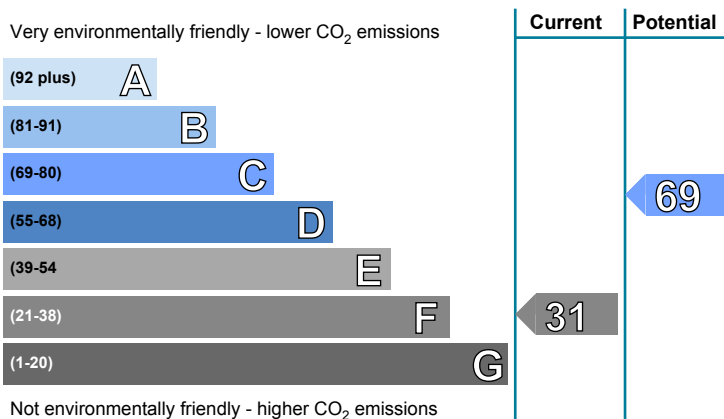 Current Potential
Very environmentally friendly - lower CO2 emissions
(92 plus) A
(81-91) B
(69-80) C
69
(55-68) D
(39-54 E
(21-38) F
31
(1-20) G
Not environmentally friendly - higher CO2 emissions